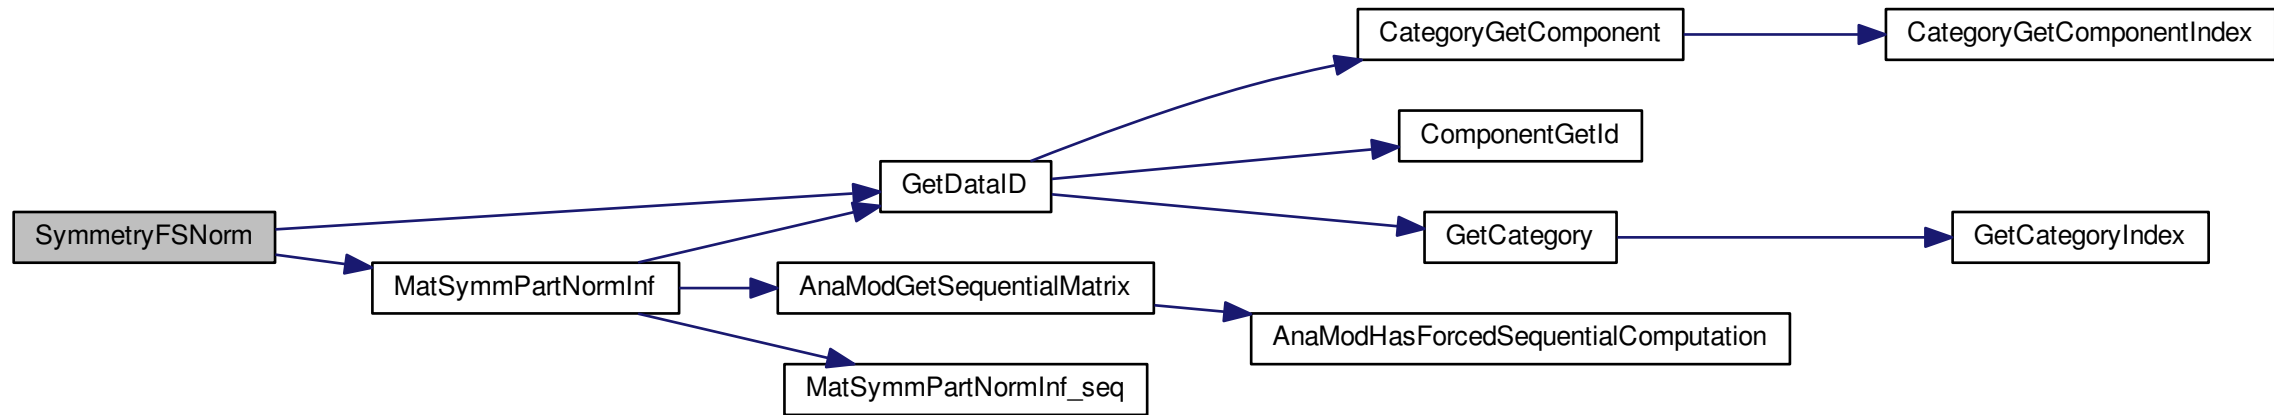 CategoryGetComponent
CategoryGetComponentIndex
ComponentGetId
GetDataID
SymmetryFSNorm
GetCategory
GetCategoryIndex
MatSymmPartNormInf
AnaModGetSequentialMatrix
AnaModHasForcedSequentialComputation
MatSymmPartNormInf_seq